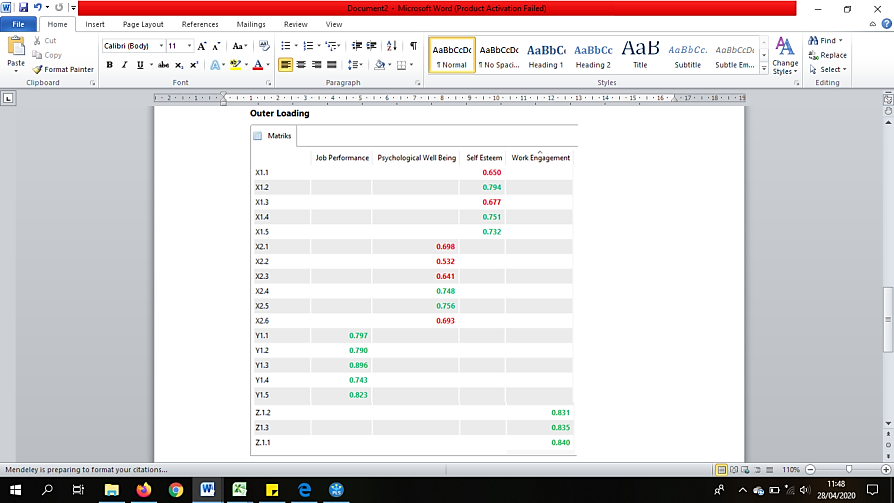 Document2 - Microsoft Word (Product Activation Failed)
File Home Insert Page Layout References Mailings Review View
Paste
Cut
Copy
Format Painter
Clipboard
Calibri (Body) 11
B I U abc x₂ x²
Font
Paragraph
AaBbCcDc AaBbCcDc AaBbC AaBbCc AaB AaBbCc. AaBbCcDc
¶ Normal ¶ No Spaci... Heading 1 Heading 2 Title Subtitle Subtle Em...
Styles
Change Styles
Find
Replace
Select
Editing
Outer Loading
Matriks
Job Performance Psychological Well Being Self Esteem Work Engagement
X1.1 0.650
X1.2 0.794
X1.3 0.677
X1.4 0.751
X1.5 0.732
X2.1 0.698
X2.2 0.532
X2.3 0.641
X2.4 0.748
X2.5 0.756
X2.6 0.693
Y1.1 0.797
Y1.2 0.790
Y1.3 0.896
Y1.4 0.743
Y1.5 0.823
Z.1.2 0.831
Z1.3 0.835
Z.1.1 0.840
Mendeley is preparing to format your citations...
110%
11:48
28/04/2020